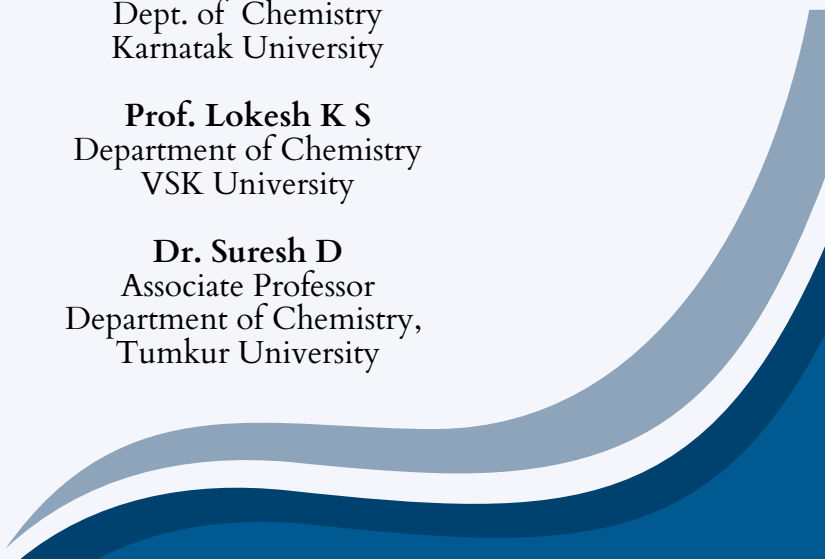 Dept. of Chemistry
Karnatak University
Prof. Lokesh K S
Department of Chemistry
VSK University
Dr. Suresh D
Associate Professor
Department of Chemistry,
Tumkur University